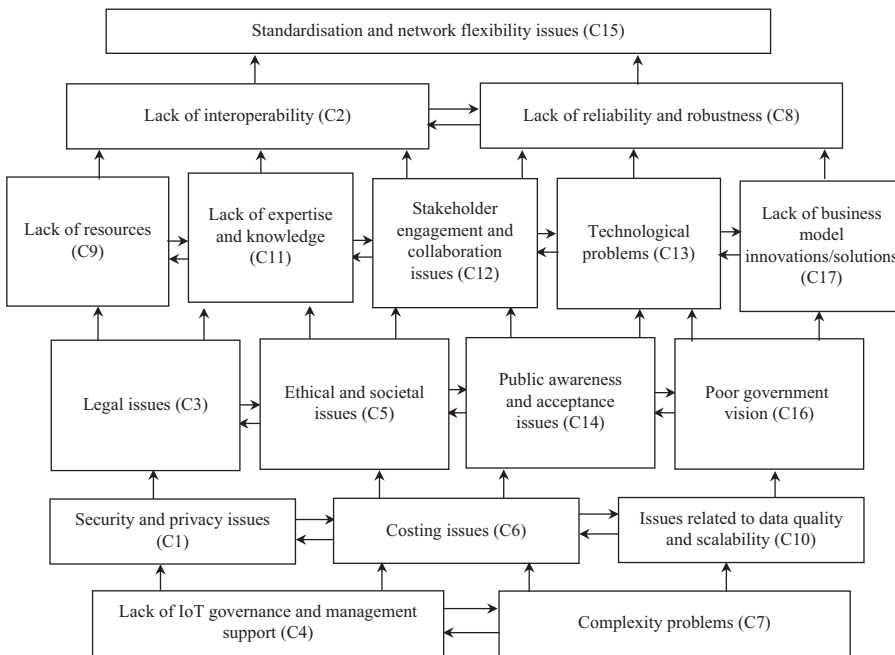 Standardisation and network flexibility issues (C15)
Lack of interoperability (C2)
Lack of reliability and robustness (C8)
Lack of resources
(C9)
Lack of expertise
and knowledge
(C11)
Stakeholder
engagement and
collaboration
issues (C12)
Technological
problems (C13)
Lack of business
model
innovations/solutions
(C17)
Legal issues (C3)
Ethical and societal
issues (C5)
Public awareness
and acceptance
issues (C14)
Poor government
vision (C16)
Security and privacy issues
(C1)
Costing issues (C6)
Issues related to data quality
and scalability (C10)
Lack of IoT governance and management
support (C4)
Complexity problems (C7)